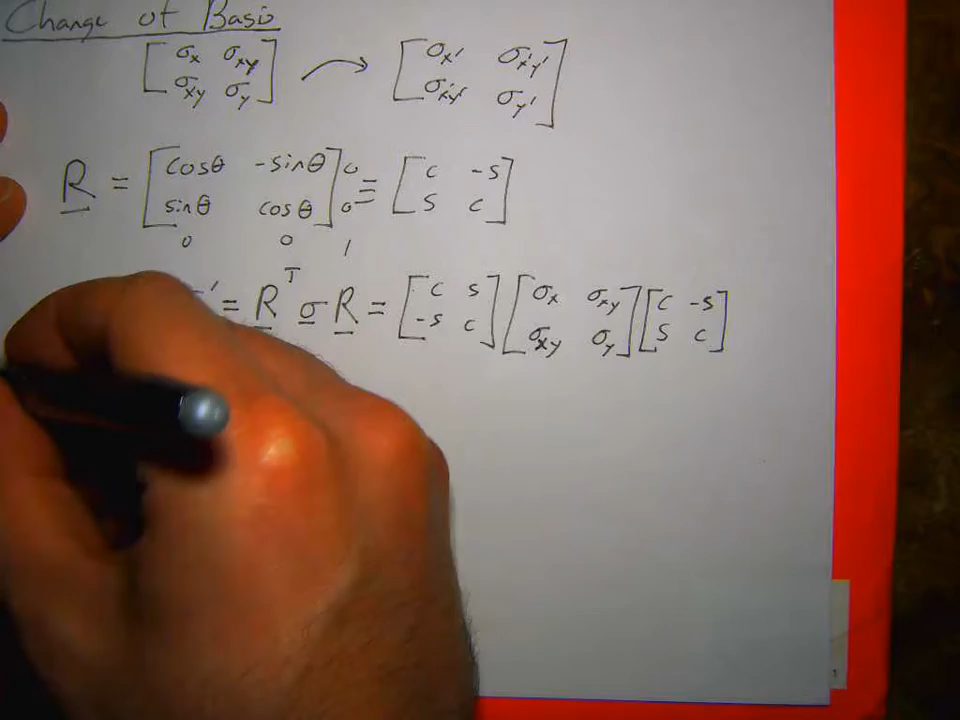 Change of Basis
[σx σxy] → [σx' σx'y']
[σxy σy] [σx'y' σy']
R = [cosθ -sinθ] 0 = [c -s]
[sinθ cosθ] 0 [s c]
0 0 1
' = Rᵀ σ R = [c s] [σx σxy] [c -s]
[-s c] [σxy σy] [s c]